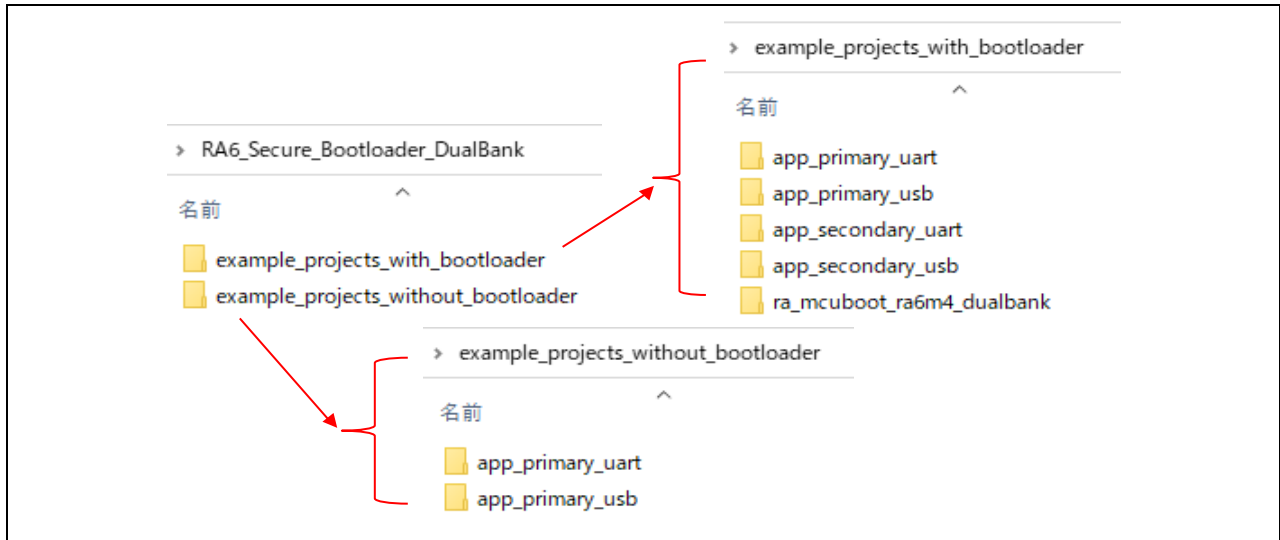 RA6_Secure_Bootloader_DualBank
名前
example_projects_with_bootloader
example_projects_without_bootloader
example_projects_with_bootloader
名前
app_primary_uart
app_primary_usb
app_secondary_uart
app_secondary_usb
ra_mcuboot_ra6m4_dualbank
example_projects_without_bootloader
名前
app_primary_uart
app_primary_usb